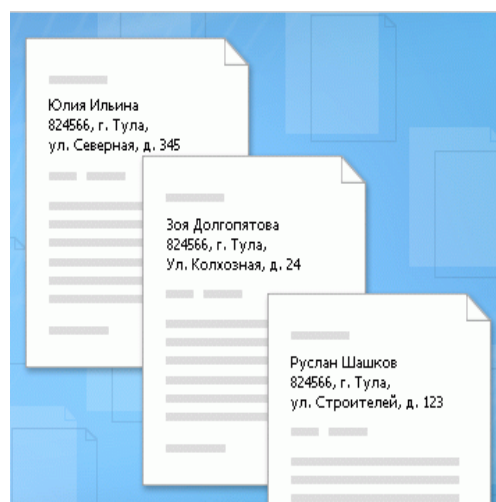 Юлия Ильина
824566, г. Тула,
ул. Северная, д. 345
Зоя Долгопятова
824566, г. Тула,
Ул. Колхозная, д. 24
Руслан Шашков
824566, г. Тула,
ул. Строителей, д. 123